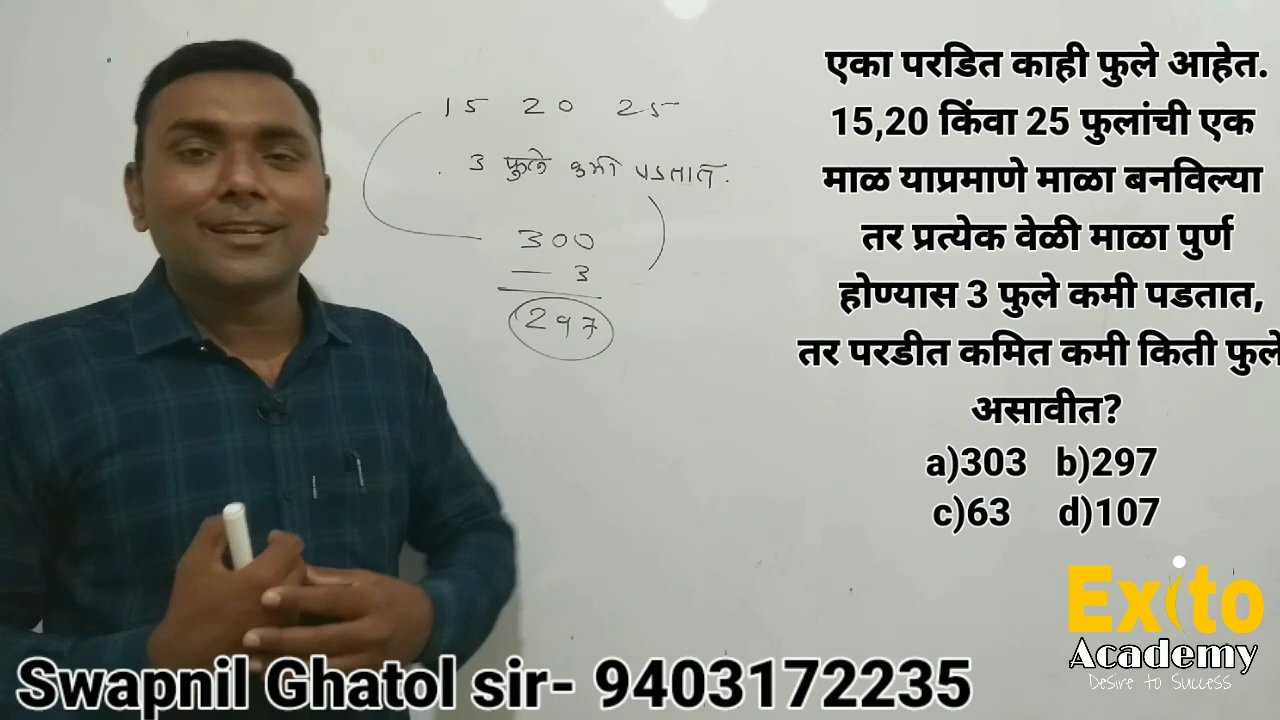 15 20 25
3 फुले कमी पडतात.
300
— 3
297
एका परडित काही फुले आहेत.
15,20 किंवा 25 फुलांची एक
माळ याप्रमाणे माळा बनविल्या
तर प्रत्येक वेळी माळा पुर्ण
होण्यास 3 फुले कमी पडतात,
तर परडीत कमित कमी किती फुले
असावीत?
a)303 b)297
c)63 d)107
Exito
Academy
Desire to Success
Swapnil Ghatol sir- 9403172235